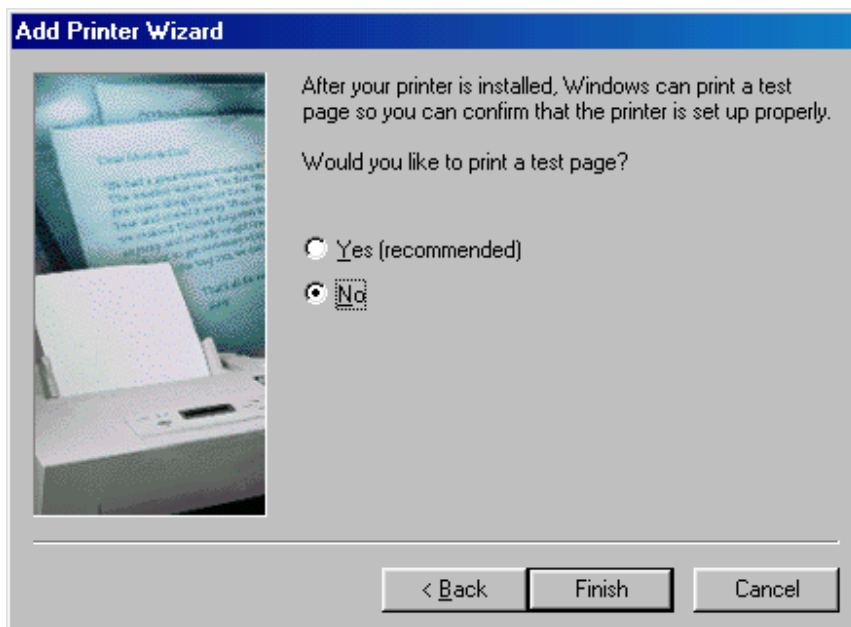 Add Printer Wizard
After your printer is installed, Windows can print a test
page so you can confirm that the printer is set up properly.
Would you like to print a test page?
Yes (recommended)
No
< Back
Finish
Cancel